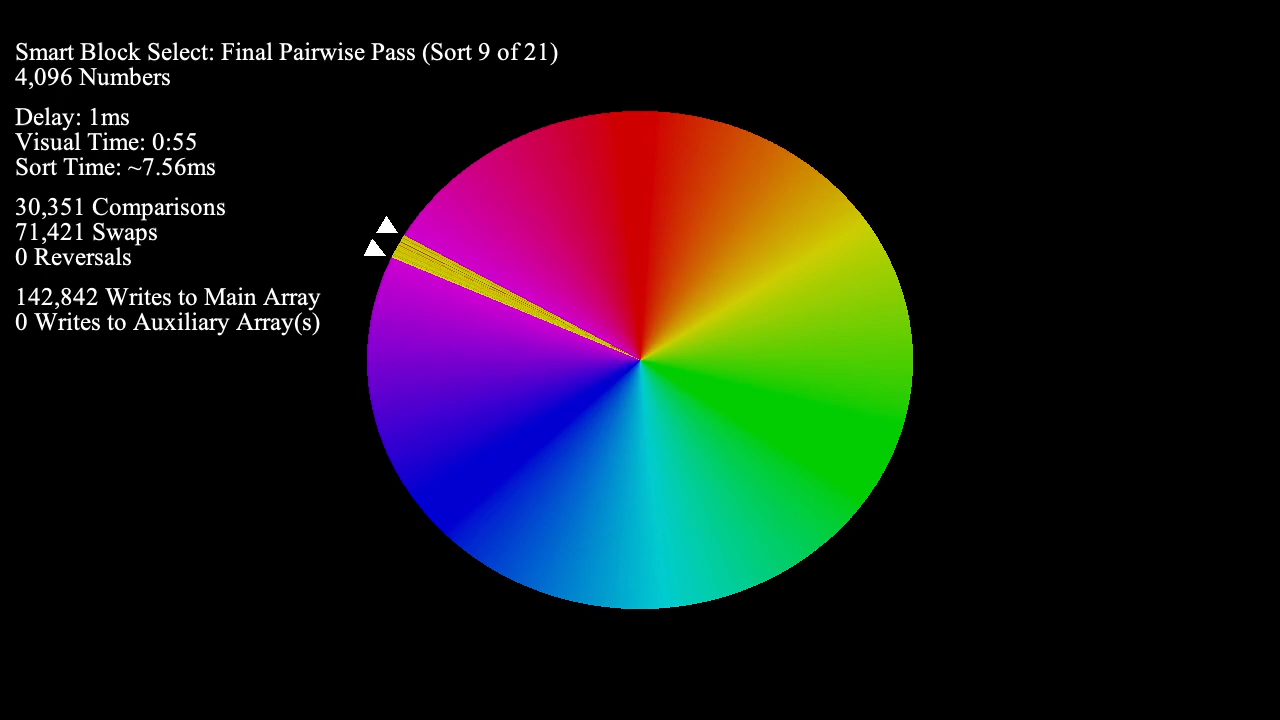 Smart Block Select: Final Pairwise Pass (Sort 9 of 21)
4,096 Numbers
Delay: 1ms
Visual Time: 0:55
Sort Time: ~7.56ms
30,351 Comparisons
71,421 Swaps
0 Reversals
142,842 Writes to Main Array
0 Writes to Auxiliary Array(s)